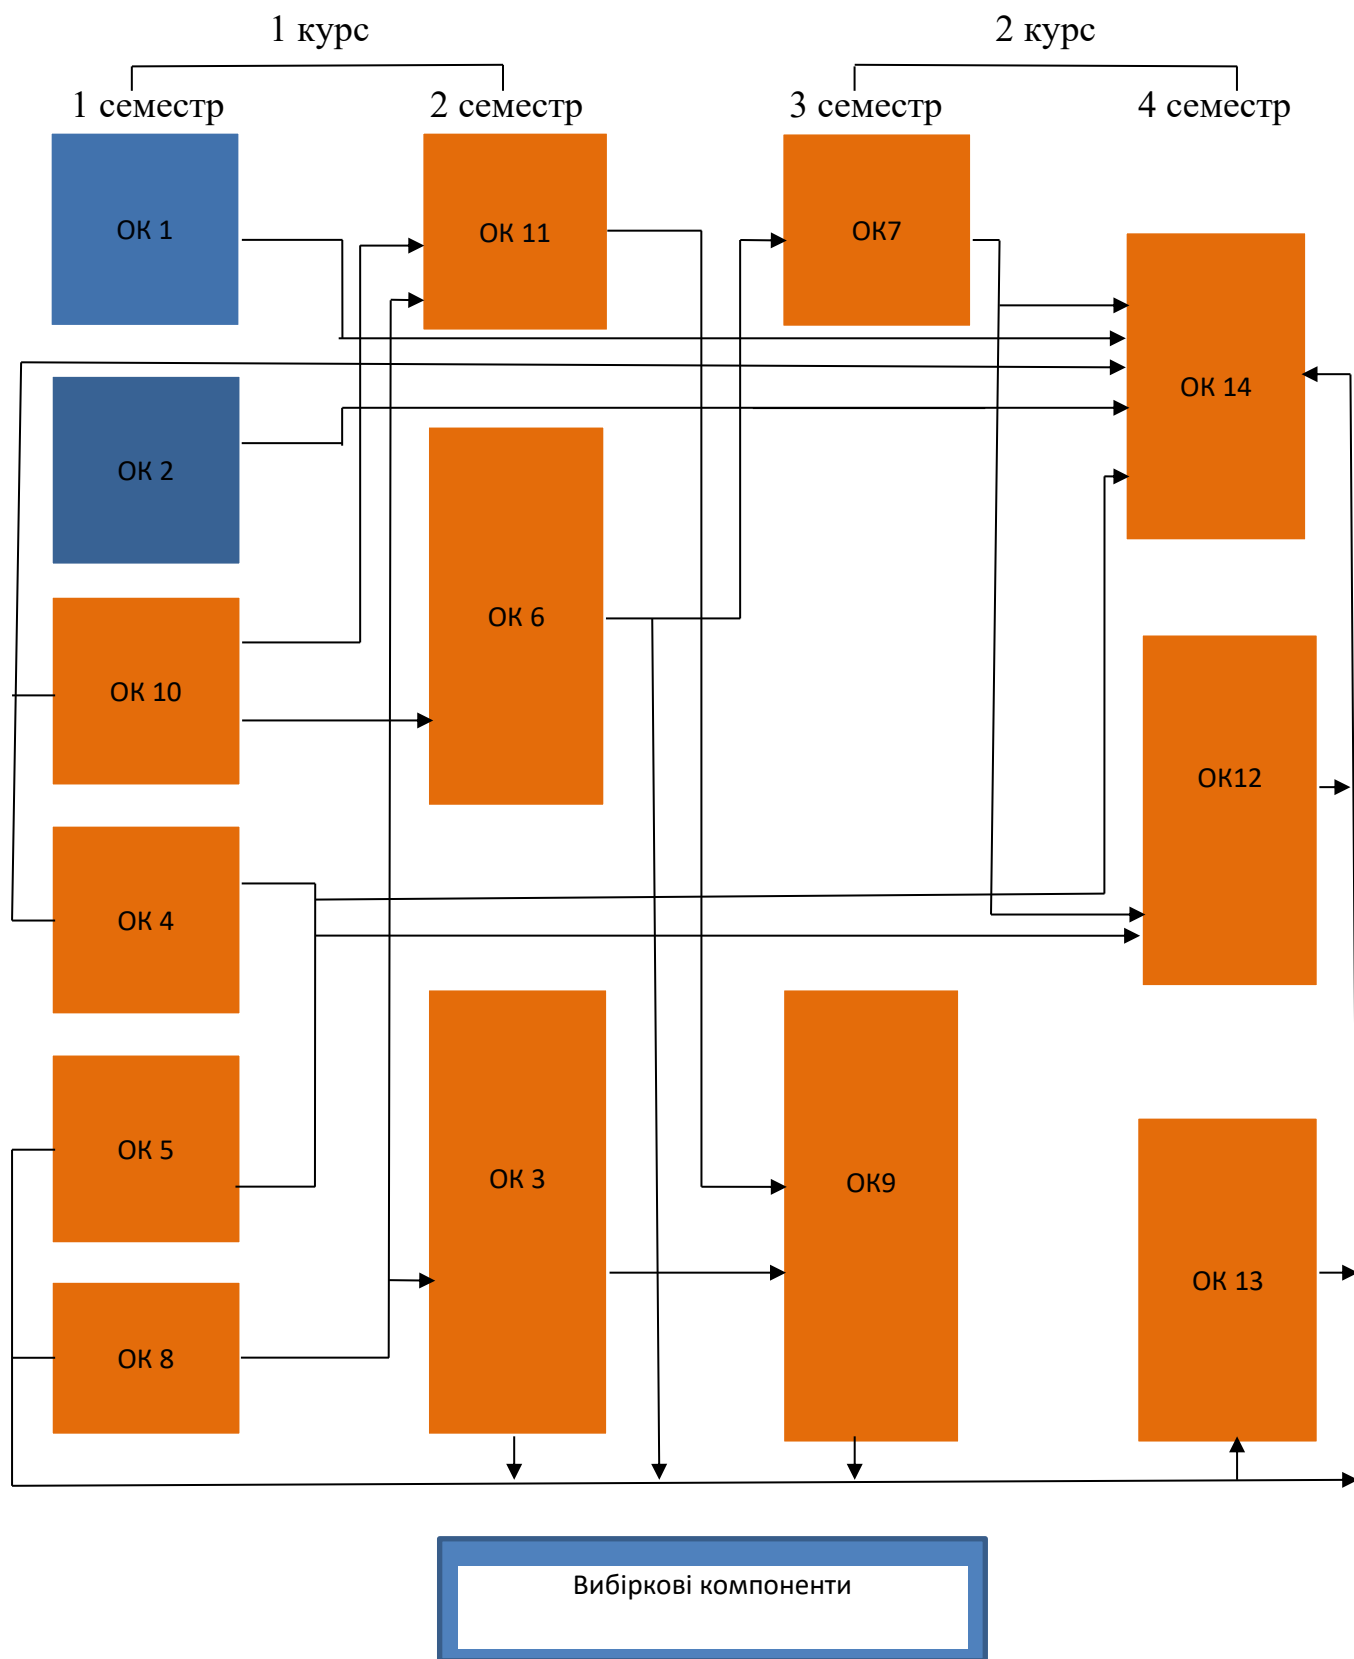 1 курс
2 курс
1 семестр
2 семестр
3 семестр
4 семестр
ОК 1
ОК 11
ОК7
ОК 14
ОК 2
ОК 6
ОК 10
ОК12
ОК 4
ОК 5
ОК 3
ОК9
ОК 13
ОК 8
Вибіркові компоненти